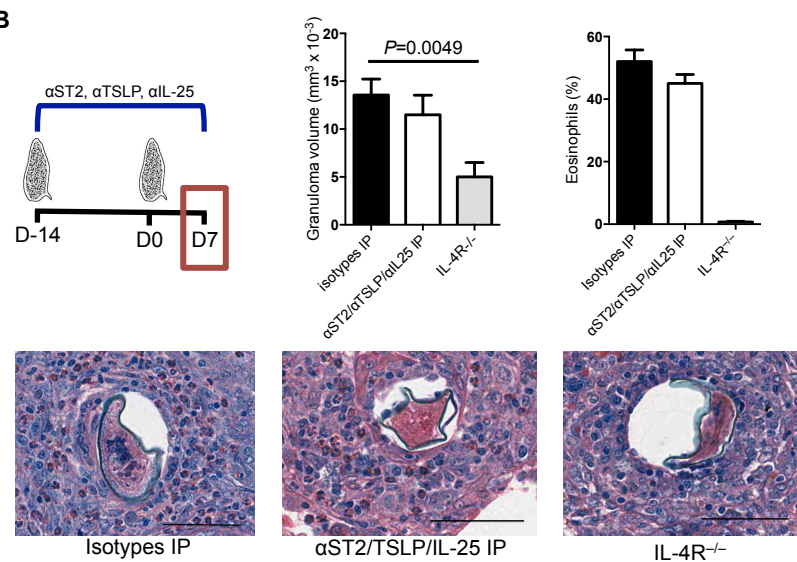 B
αST2, αTSLP, αIL-25
D-14
D0
D7
Granuloma volume (mm³ x 10⁻³)
20
15
10
5
0
P=0.0049
isotypes IP
αST2/αTSLP/αIL25 IP
IL-4R-/-
Eosinophils (%)
60
40
20
0
Isotypes IP
αST2/αTSLP/αIL25 IP
IL-4R⁻/⁻
Isotypes IP
αST2/TSLP/IL-25 IP
IL-4R⁻/⁻